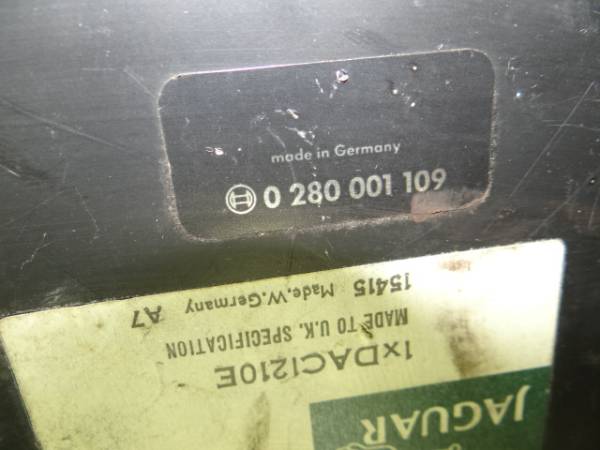 made in Germany
0 280 001 109
JAGUAR
1xDAC1210E
MADE TO U.K. SPECIFICATION
15415 Made.W.Germany A7